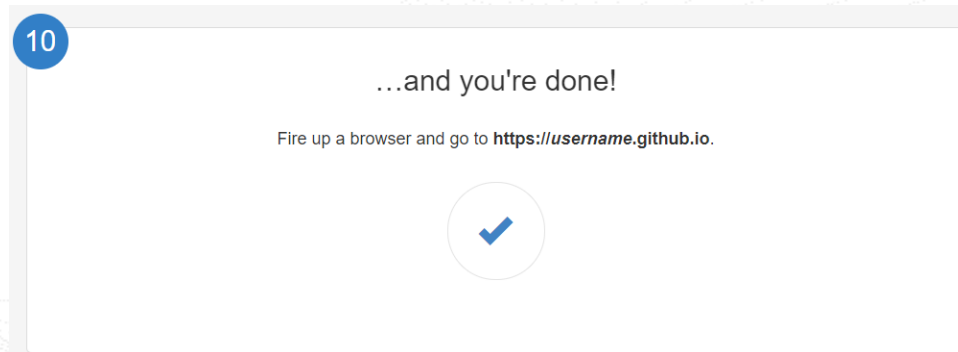 10
…and you're done!
Fire up a browser and go to https://username.github.io.